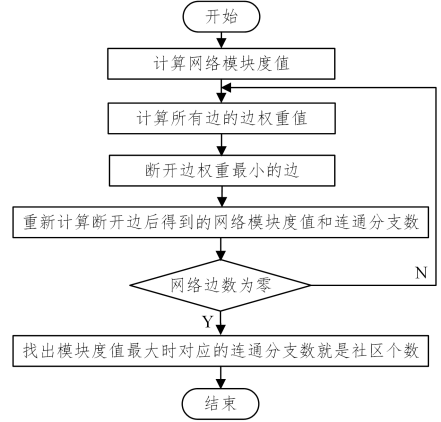 开始
计算网络模块度值
计算所有边的边权重值
断开边权重最小的边
重新计算断开边后得到的网络模块度值和连通分支数
网络边数为零
N
Y
找出模块度值最大时对应的连通分支数就是社区个数
结束